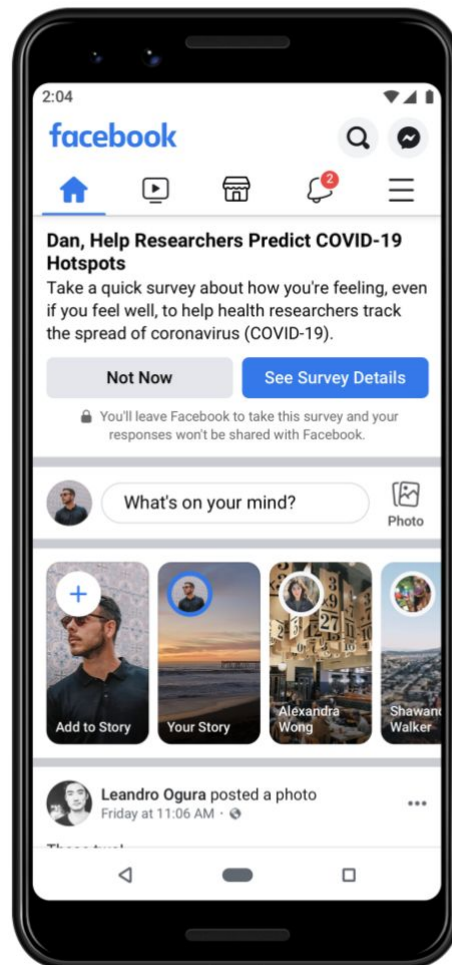 2:04
facebook
2
Dan, Help Researchers Predict COVID-19
Hotspots
Take a quick survey about how you're feeling, even
if you feel well, to help health researchers track
the spread of coronavirus (COVID-19).
Not Now
See Survey Details
You'll leave Facebook to take this survey and your
responses won't be shared with Facebook.
What's on your mind?
Photo
Add to Story
Your Story
Alexandra
Wong
Walker
Leandro Ogura posted a photo
Friday at 11:06 AM ·